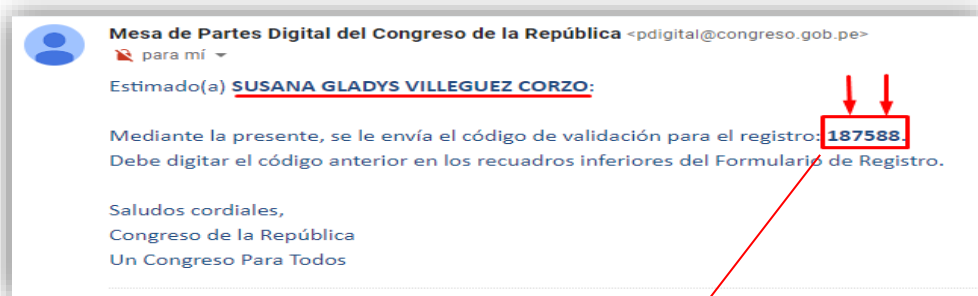 Mesa de Partes Digital del Congreso de la República <pdigital@congreso.gob.pe>
para mí
Estimado(a) SUSANA GLADYS VILLEGUEZ CORZO:
Mediante la presente, se le envía el código de validación para el registro: 187588.
Debe digitar el código anterior en los recuadros inferiores del Formulario de Registro.
Saludos cordiales,
Congreso de la República
Un Congreso Para Todos